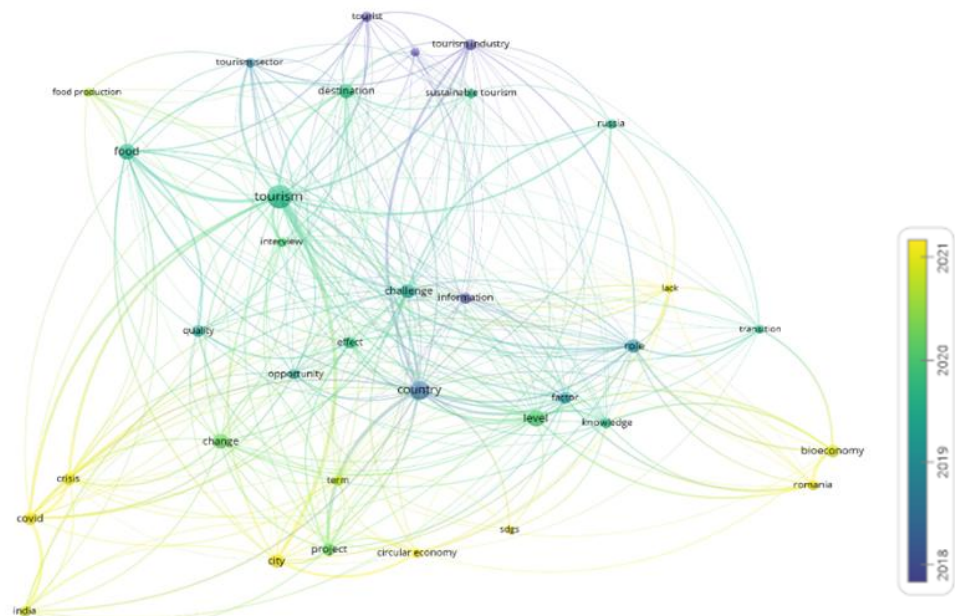 tourist
tourism industry
tourism sector
food production
destination
sustainable tourism
russia
food
tourism
interview
challenge
information
lack
quality
effect
role
transition
opportunity
country
factor
level
knowledge
change
bioeconomy
crisis
term
romania
covid
sdgs
project
circular economy
city
india
2021
2020
2019
2018